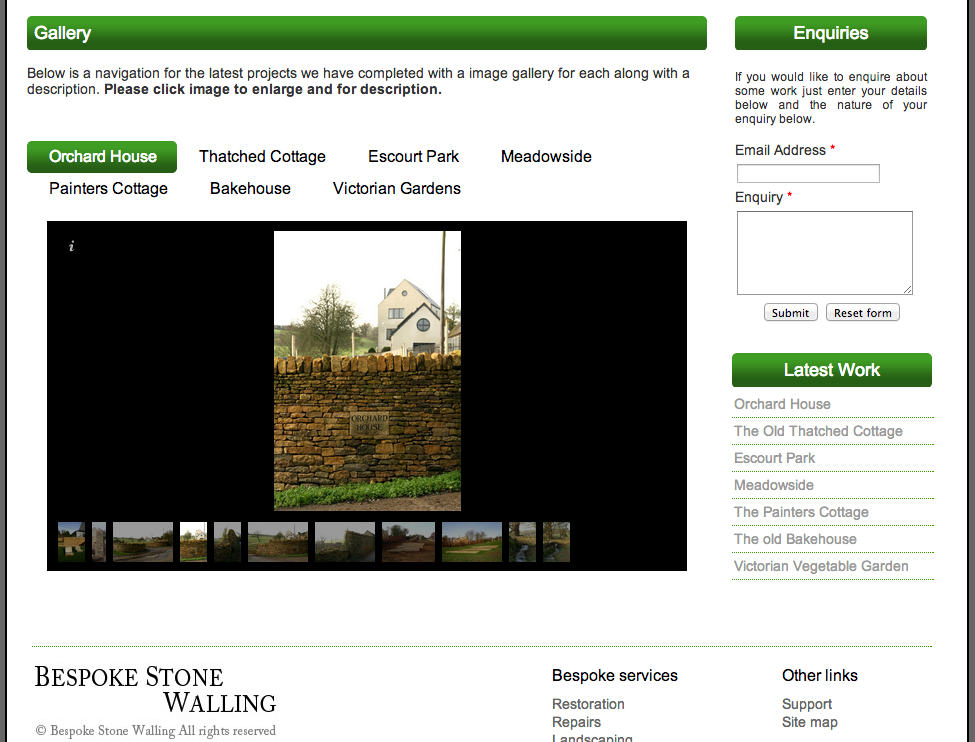 Gallery
Below is a navigation for the latest projects we have completed with a image gallery for each along with a
description. Please click image to enlarge and for description.
Orchard House Thatched Cottage Escourt Park Meadowside
Painters Cottage Bakehouse Victorian Gardens
i
ORCHARD
HOUSE
Enquiries
If you would like to enquire about
some work just enter your details
below and the nature of your
enquiry below.
Email Address *
Enquiry *
Submit Reset form
Latest Work
Orchard House
The Old Thatched Cottage
Escourt Park
Meadowside
The Painters Cottage
The old Bakehouse
Victorian Vegetable Garden
Bespoke Stone
Walling
© Bespoke Stone Walling All rights reserved
Bespoke services
Restoration
Repairs
Landscaping
Other links
Support
Site map